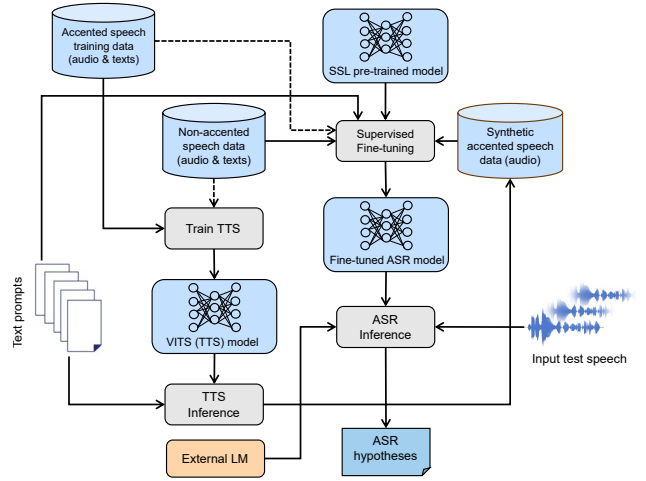 Accented speech
training data
(audio & texts)
SSL pre-trained model
Non-accented
speech data
(audio & texts)
Supervised
Fine-tuning
Synthetic
accented speech
data (audio)
Train TTS
Fine-tuned ASR model
Text prompts
VITS (TTS) model
ASR
Inference
Input test speech
TTS
Inference
External LM
ASR
hypotheses